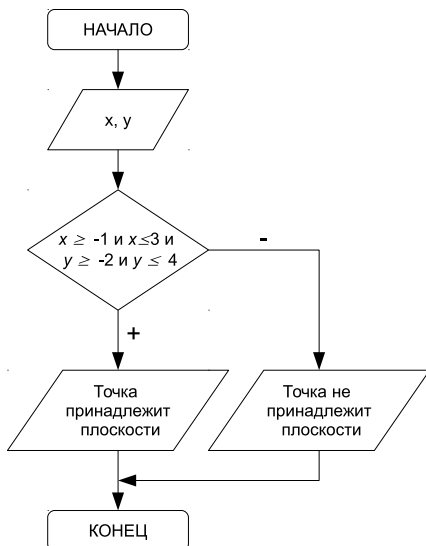 НАЧАЛО
x, y
x ≥ -1 и x≤3 и
y ≥ -2 и y ≤ 4
-
+
Точка
принадлежит
плоскости
Точка не
принадлежит
плоскости
КОНЕЦ